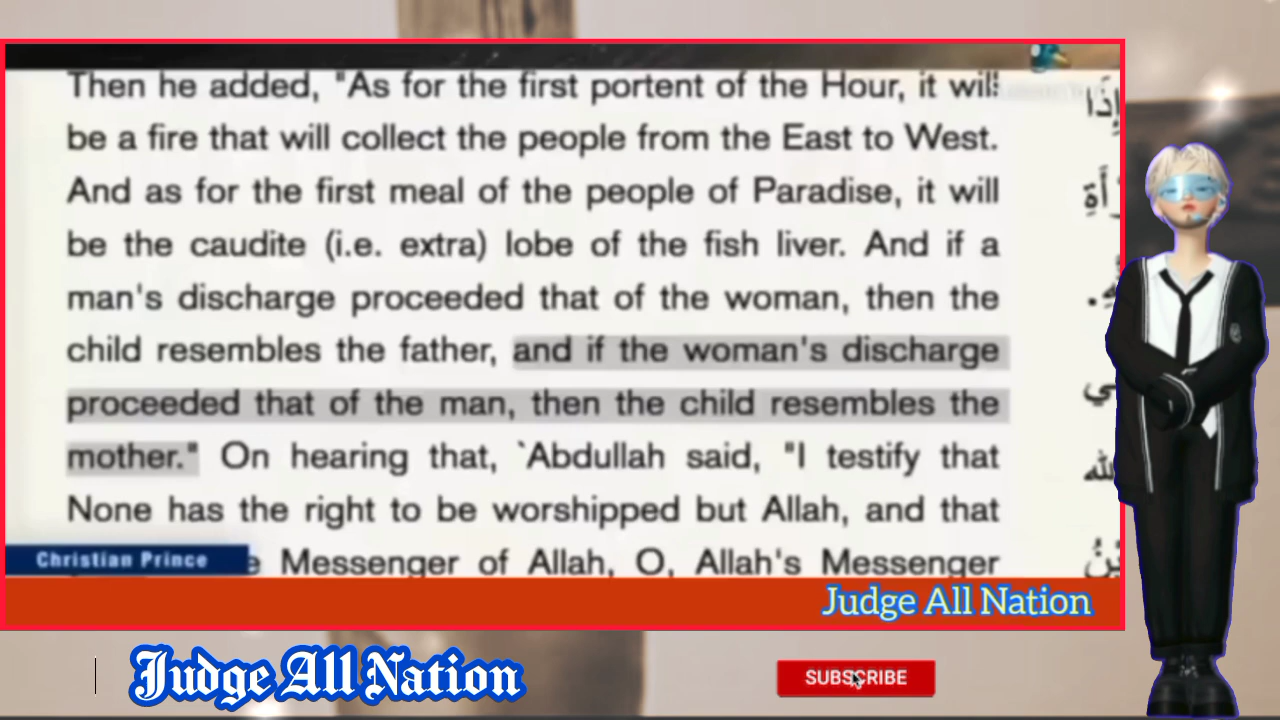 Then he added, "As for the first portent of the Hour, it will
be a fire that will collect the people from the East to West.
And as for the first meal of the people of Paradise, it will
be the caudite (i.e. extra) lobe of the fish liver. And if a
man's discharge proceeded that of the woman, then the
child resembles the father, and if the woman's discharge
proceeded that of the man, then the child resembles the
mother." On hearing that, `Abdullah said, "I testify that
None has the right to be worshipped but Allah, and that
Messenger of Allah, O, Allah's Messenger
Christian Prince
Judge All Nation
Judge All Nation
SUBSCRIBE